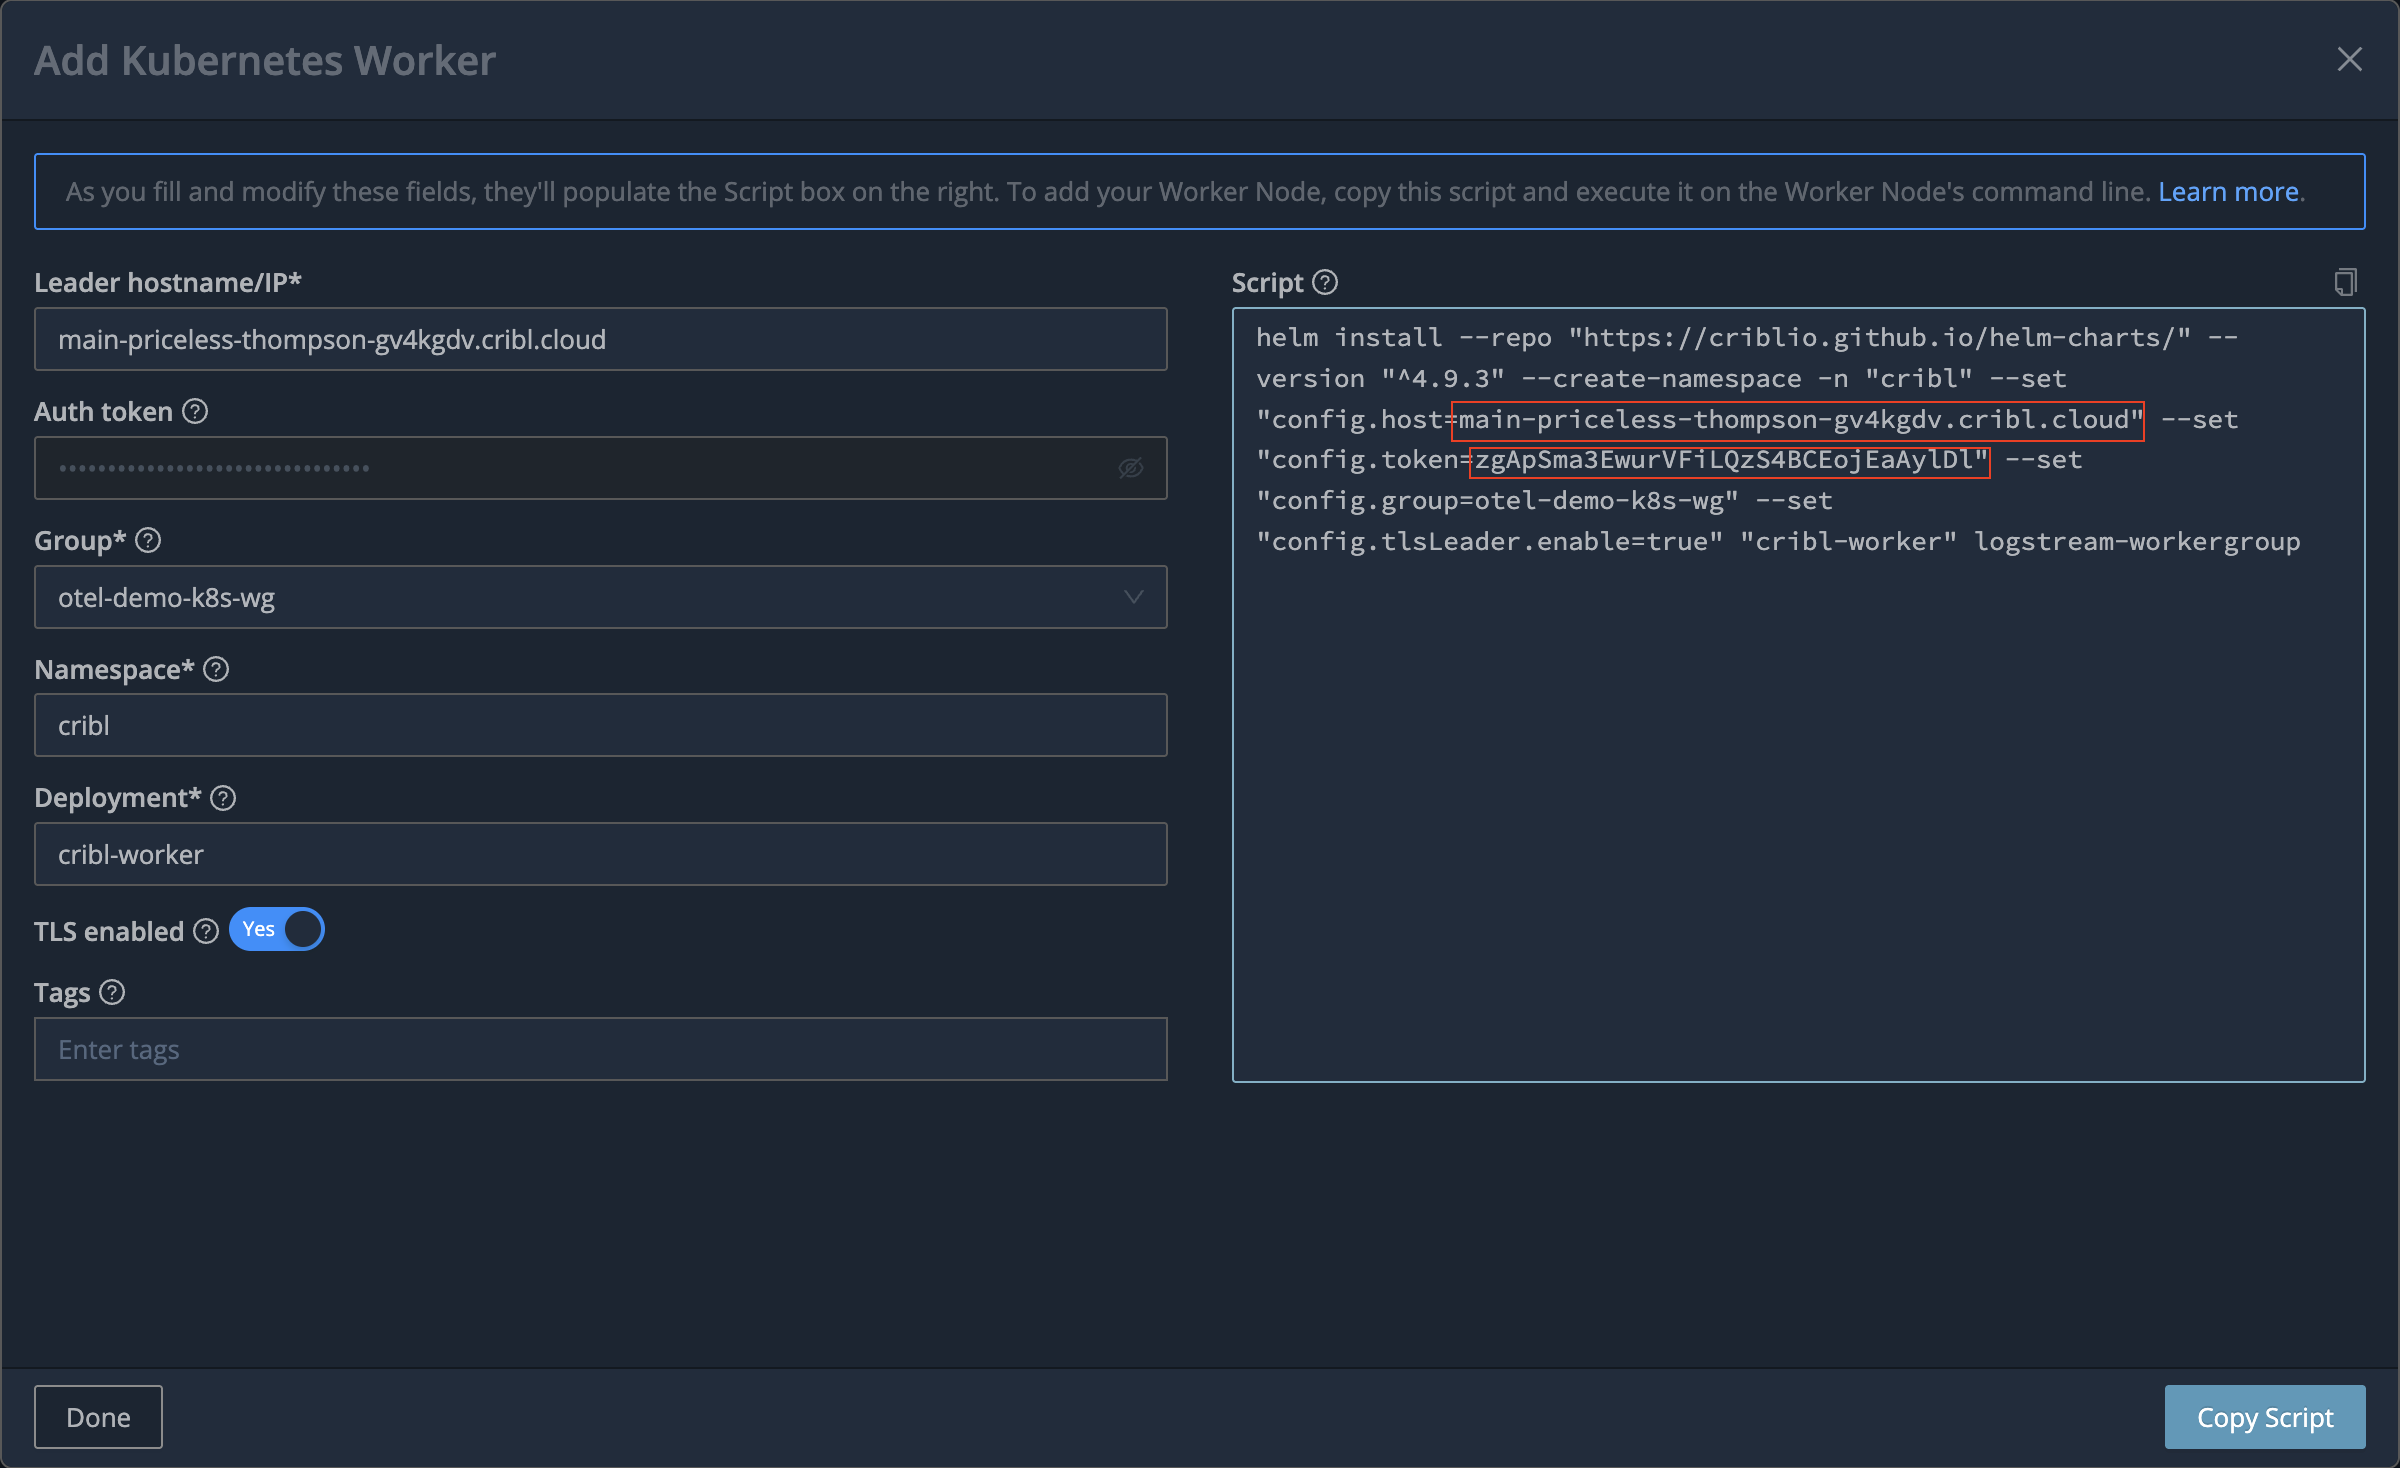 Add Kubernetes Worker
As you fill and modify these fields, they'll populate the Script box on the right. To add your Worker Node, copy this script and execute it on the Worker Node's command line. Learn more.
Leader hostname/IP*
main-priceless-thompson-gv4kgdv.cribl.cloud
Auth token
••••••••••••••••••••••••••••••••
Group*
otel-demo-k8s-wg
Namespace*
cribl
Deployment*
cribl-worker
TLS enabled Yes
Tags
Enter tags
Script
helm install --repo "https://criblio.github.io/helm-charts/" --
version "^4.9.3" --create-namespace -n "cribl" --set
"config.host=main-priceless-thompson-gv4kgdv.cribl.cloud" --set
"config.token=zgApSma3EwurVFiLQzS4BCEojEaAylDl" --set
"config.group=otel-demo-k8s-wg" --set
"config.tlsLeader.enable=true" "cribl-worker" logstream-workergroup
Done
Copy Script